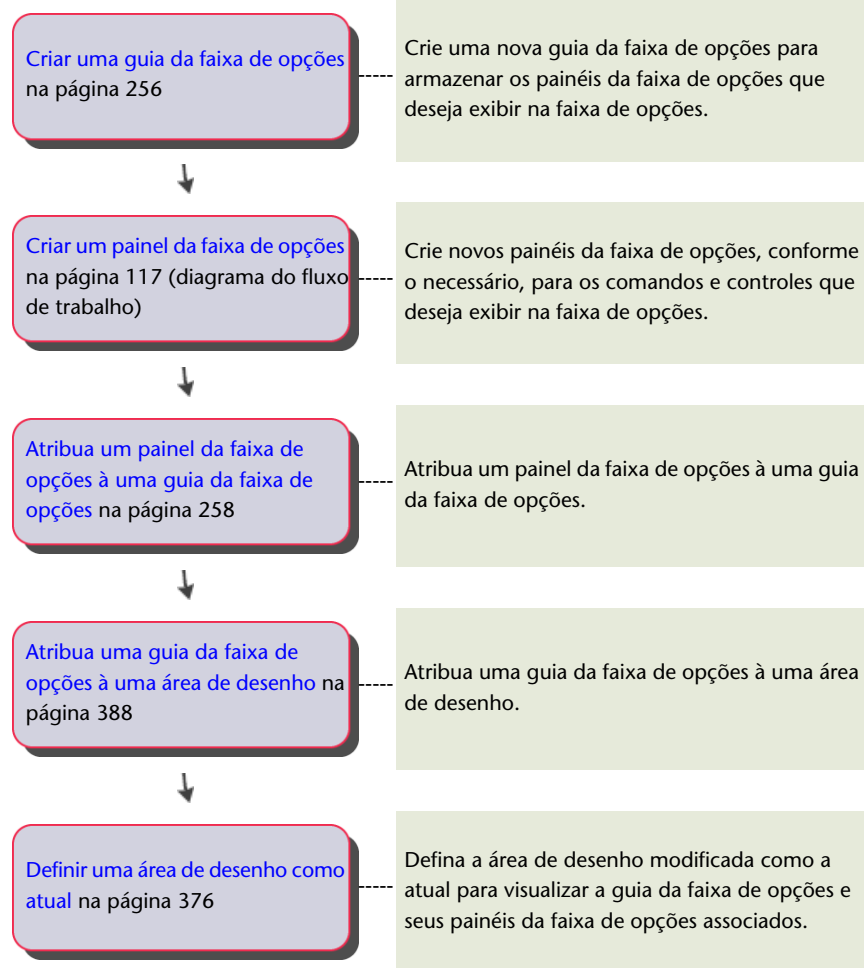 Criar uma guia da faixa de opções
na página 256
Crie uma nova guia da faixa de opções para
armazenar os painéis da faixa de opções que
deseja exibir na faixa de opções.
Criar um painel da faixa de opções
na página 117 (diagrama do fluxo
de trabalho)
Crie novos painéis da faixa de opções, conforme
o necessário, para os comandos e controles que
deseja exibir na faixa de opções.
Atribua um painel da faixa de
opções à uma guia da faixa de
opções na página 258
Atribua um painel da faixa de opções à uma guia
da faixa de opções.
Atribua uma guia da faixa de
opções à uma área de desenho na
página 388
Atribua uma guia da faixa de opções à uma área
de desenho.
Definir uma área de desenho como
atual na página 376
Defina a área de desenho modificada como a
atual para visualizar a guia da faixa de opções e
seus painéis da faixa de opções associados.